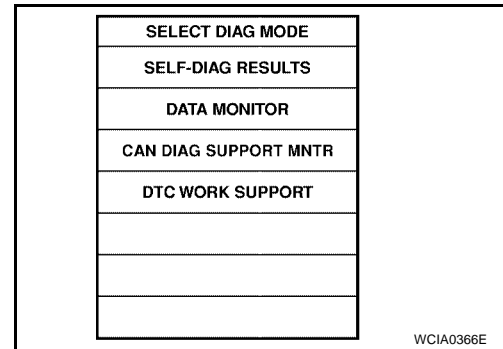 SELECT DIAG MODE
SELF-DIAG RESULTS
DATA MONITOR
CAN DIAG SUPPORT MNTR
DTC WORK SUPPORT
WCIA0366E